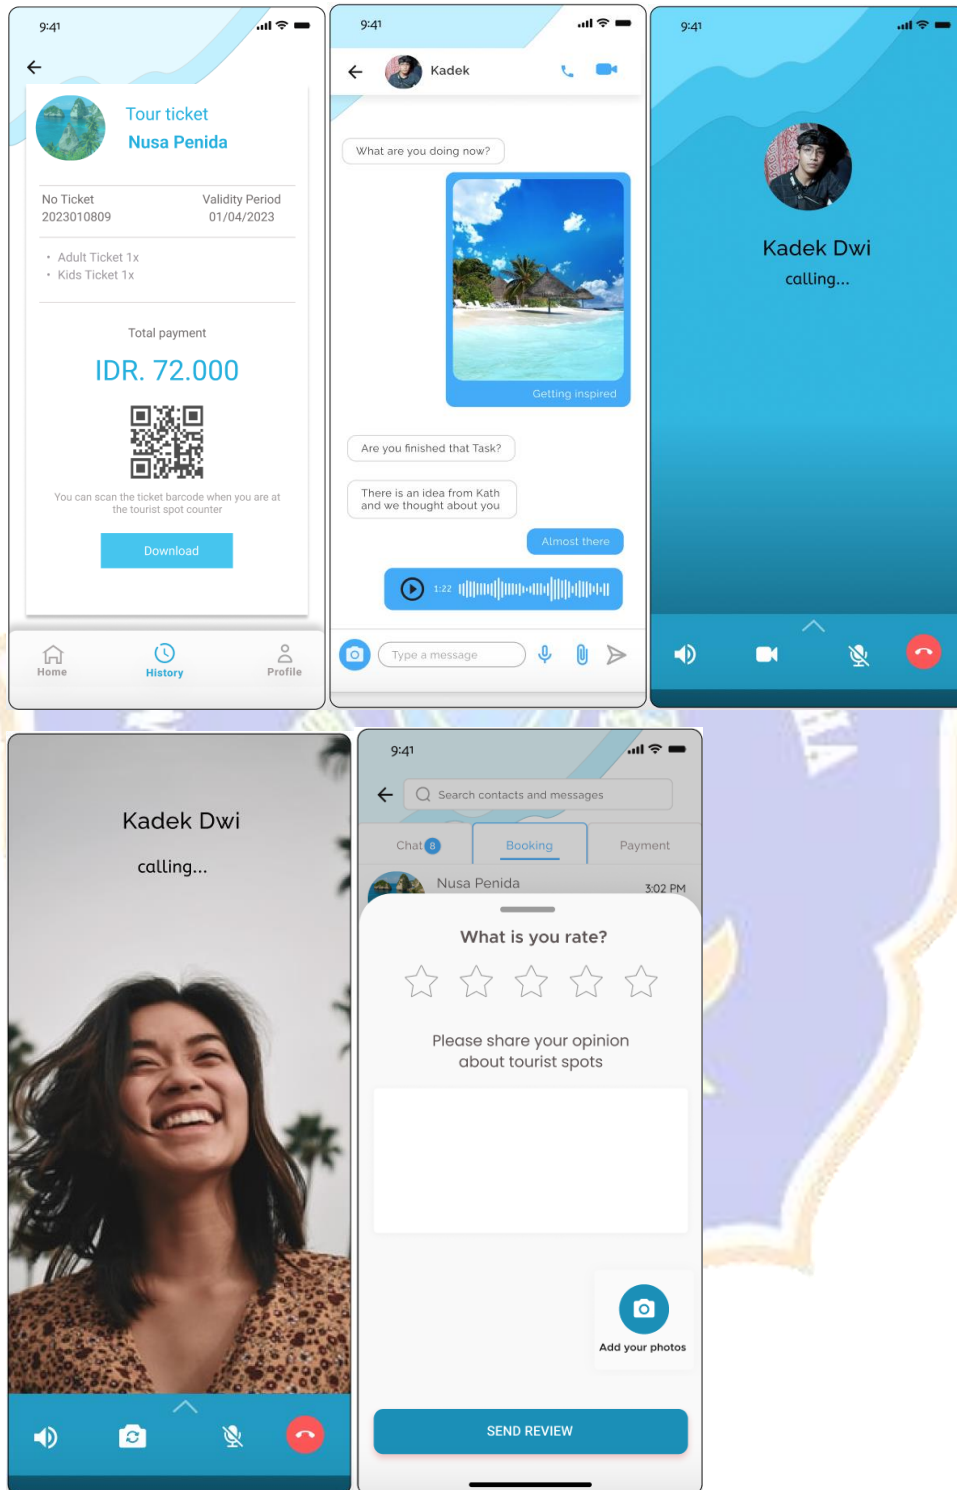 9:41
Tour ticket
Nusa Penida
No Ticket
Validity Period
2023010809
01/04/2023
• Adult Ticket 1x
• Kids Ticket 1x
Total payment
IDR. 72.000
You can scan the ticket barcode when you are at
the tourist spot counter
Download
Home
History
Profile
9:41
Kadek
What are you doing now?
Getting inspired
Are you finished that Task?
There is an idea from Kath
and we thought about you
Almost there
1:22
Type a message
9:41
Kadek Dwi
calling...
Kadek Dwi
calling...
9:41
Search contacts and messages
Chat 8
Booking
Payment
Nusa Penida
3:02 PM
What is you rate?
Please share your opinion
about tourist spots
Add your photos
SEND REVIEW